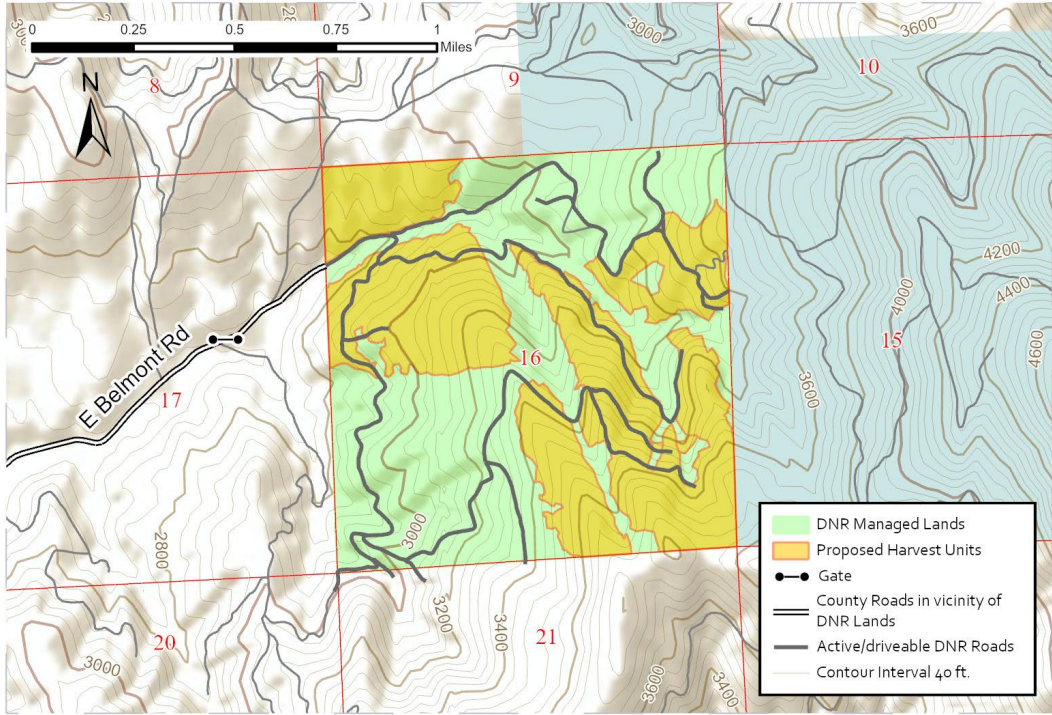 0 0.25 0.5 0.75 1
Miles
N
3000
2800
3000
3600
8
9
10
4200
4400
4000
4600
3600
15
16
E Belmont Rd
17
3000
2800
3200
3400
20
21
3000
3600
3400
DNR Managed Lands
Proposed Harvest Units
Gate
County Roads in vicinity of
DNR Lands
Active/driveable DNR Roads
Contour Interval 40 ft.